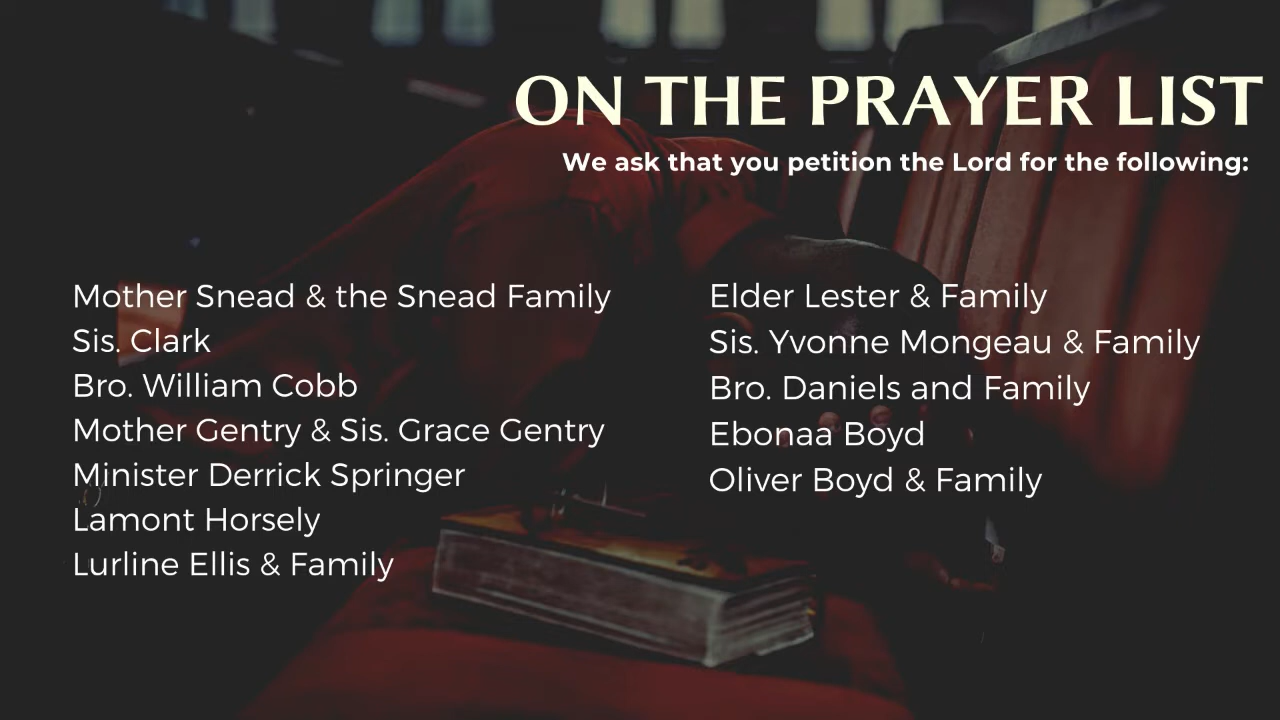 ON THE PRAYER LIST
We ask that you petition the Lord for the following:
Mother Snead & the Snead Family
Sis. Clark
Bro. William Cobb
Mother Gentry & Sis. Grace Gentry
Minister Derrick Springer
Lamont Horsely
Lurline Ellis & Family
Elder Lester & Family
Sis. Yvonne Mongeau & Family
Bro. Daniels and Family
Ebonaa Boyd
Oliver Boyd & Family